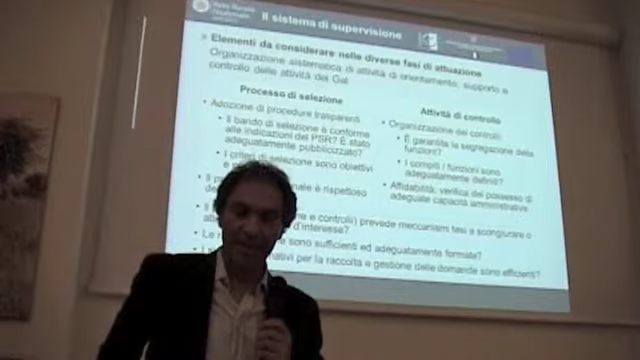 Rete Rurale
Nazionale
Il sistema di supervisione
» Elementi da considerare nelle diverse fasi di attuazione
Organizzazione sistematica di attività di orientamento, supporto e
controllo delle attività dei Gal
Processo di selezione
• Adozione di procedure trasparenti
• Il bando di selezione è conforme
alle indicazioni del PSR? È stato
adeguatamente pubblicizzato?
• I criteri di selezione sono obiettivi
e
Attività di controllo
• Organizzazione dei controlli:
• È garantita la segregazione delle
funzioni?
• I compiti / funzioni sono
adeguatamente definiti?
• Affidabilità: verifica del possesso di
adeguate capacità amministrative
è rispettoso
e controlli) prevede meccanismi tesi a scongiurare o
d'interesse?
• Le sono sufficienti ed adeguatamente formate?
per la raccolta e gestione delle domande sono efficienti?